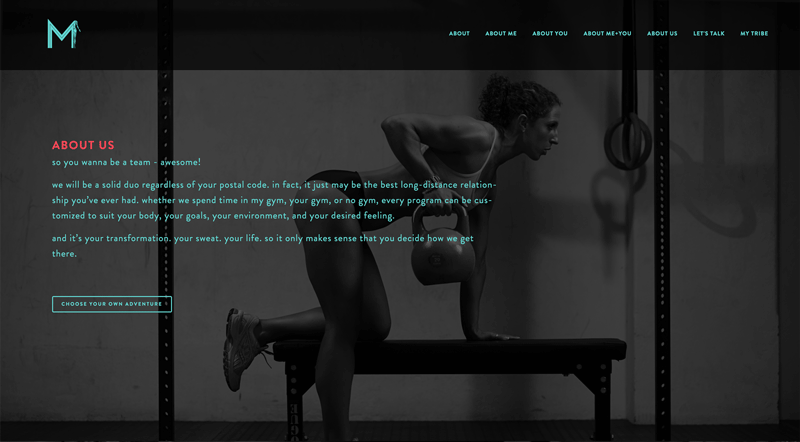 M
ABOUT
ABOUT ME
ABOUT YOU
ABOUT ME+YOU
ABOUT US
LET'S TALK
MY TRIBE
ABOUT US
so you wanna be a team - awesome!
we will be a solid duo regardless of your postal code. in fact, it just may be the best long-distance relation-
ship you've ever had. whether we spend time in my gym, your gym, or no gym, every program can be cus-
tomized to suit your body, your goals, your environment, and your desired feeling.
and it's your transformation. your sweat. your life. so it only makes sense that you decide how we get
there.
CHOOSE YOUR OWN ADVENTURE